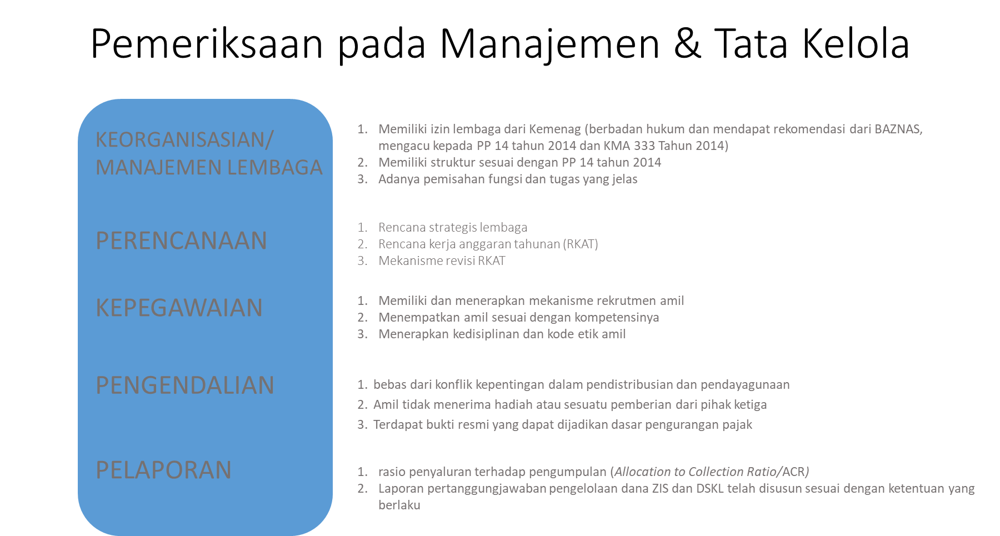 Pemeriksaan pada Manajemen & Tata Kelola
KEORGANISASIAN/
MANAJEMEN LEMBAGA
1. Memiliki izin lembaga dari Kemenag (berbadan hukum dan mendapat rekomendasi dari BAZNAS,
mengacu kepada PP 14 tahun 2014 dan KMA 333 Tahun 2014)
2. Memiliki struktur sesuai dengan PP 14 tahun 2014
3. Adanya pemisahan fungsi dan tugas yang jelas
PERENCANAAN
1. Rencana strategis lembaga
2. Rencana kerja anggaran tahunan (RKAT)
3. Mekanisme revisi RKAT
KEPEGAWAIAN
1. Memiliki dan menerapkan mekanisme rekrutmen amil
2. Menempatkan amil sesuai dengan kompetensinya
3. Menerapkan kedisiplinan dan kode etik amil
PENGENDALIAN
1. bebas dari konflik kepentingan dalam pendistribusian dan pendayagunaan
2. Amil tidak menerima hadiah atau sesuatu pemberian dari pihak ketiga
3. Terdapat bukti resmi yang dapat dijadikan dasar pengurangan pajak
PELAPORAN
1. rasio penyaluran terhadap pengumpulan (Allocation to Collection Ratio/ACR)
2. Laporan pertanggungjawaban pengelolaan dana ZIS dan DSKL telah disusun sesuai dengan ketentuan yang
berlaku